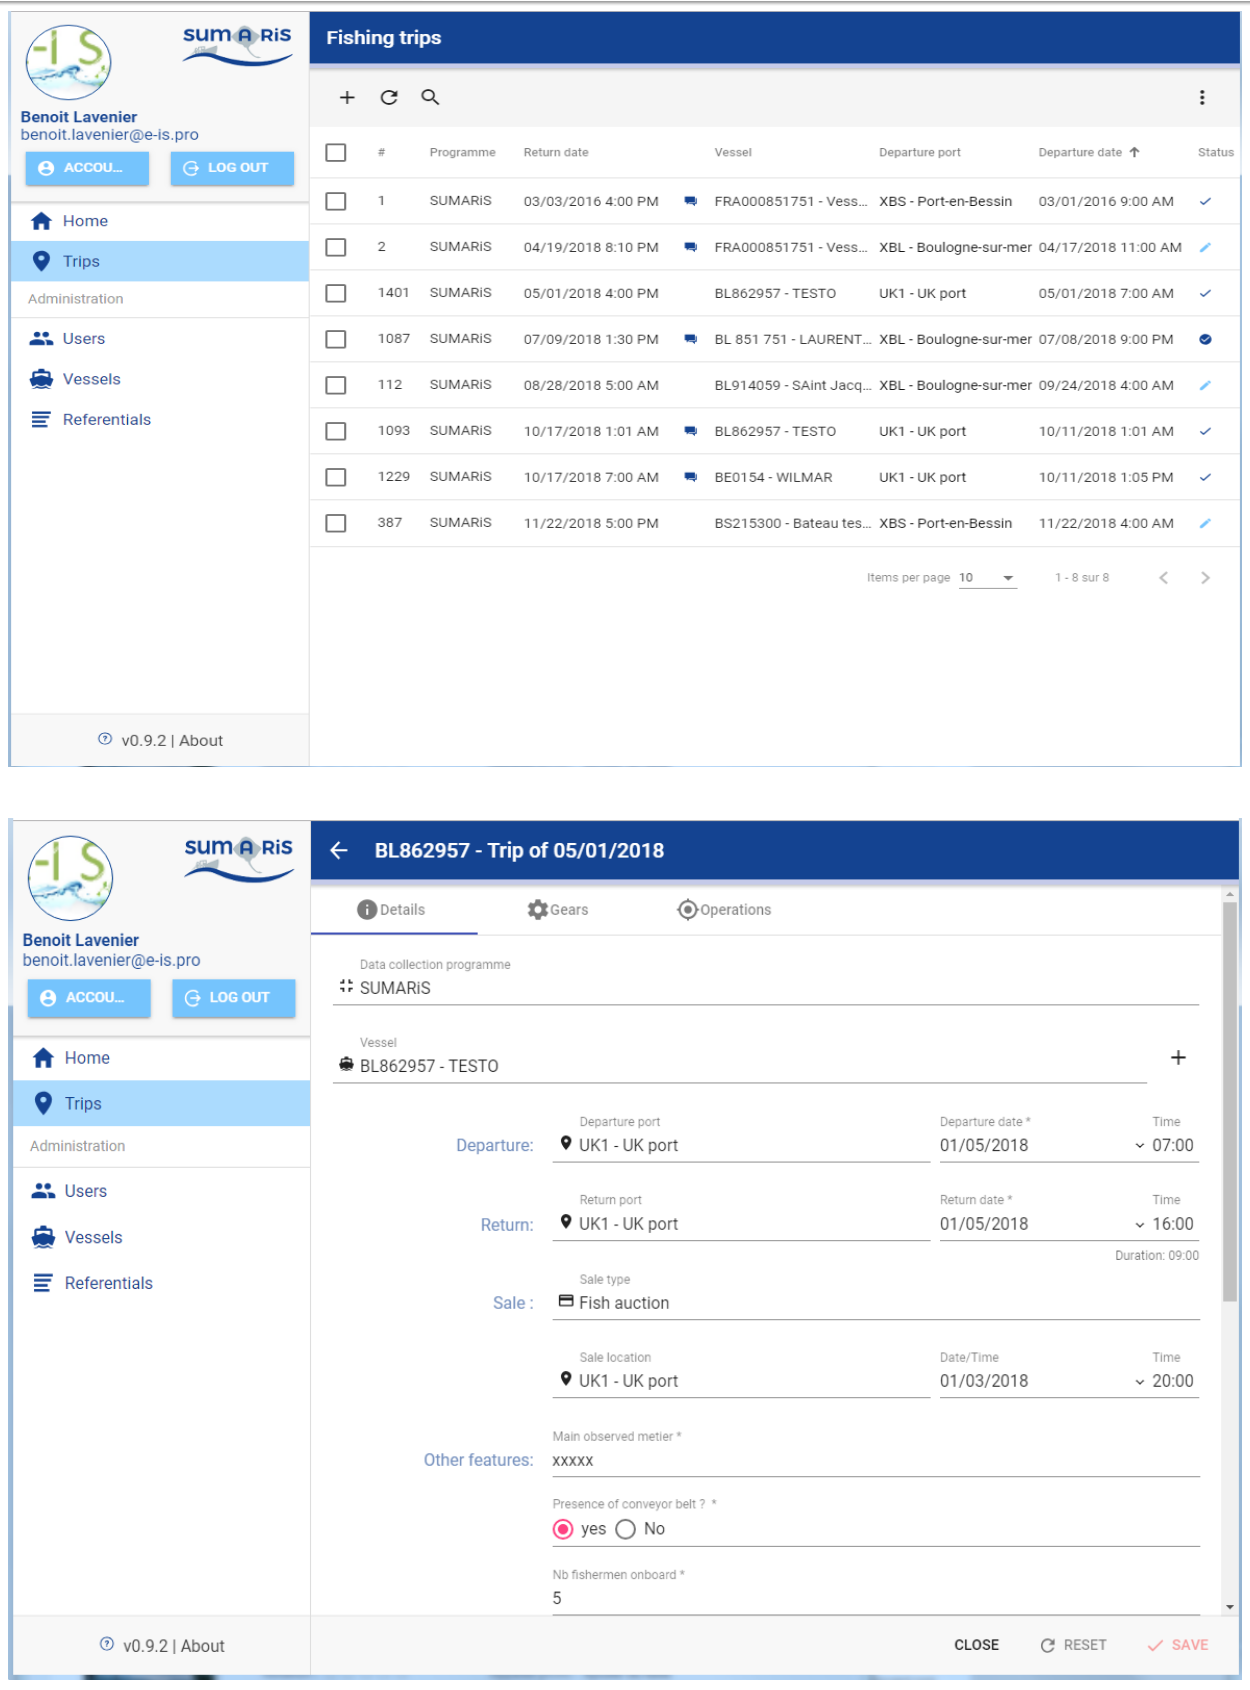 sumARiS
Fishing trips
-i S
Benoit Lavenier
benoit.lavenier@e-is.pro
ACCOU...
LOG OUT
Home
Trips
Administration
Users
Vessels
Referentials
v0.9.2 | About
# Programme Return date Vessel Departure port Departure date Status
1 SUMARiS 03/03/2016 4:00 PM FRA000851751 - Vess... XBS - Port-en-Bessin 03/01/2016 9:00 AM
2 SUMARiS 04/19/2018 8:10 PM FRA000851751 - Vess... XBL - Boulogne-sur-mer 04/17/2018 11:00 AM
1401 SUMARiS 05/01/2018 4:00 PM BL862957 - TESTO UK1 - UK port 05/01/2018 7:00 AM
1087 SUMARiS 07/09/2018 1:30 PM BL 851 751 - LAURENT... XBL - Boulogne-sur-mer 07/08/2018 9:00 PM
112 SUMARiS 08/28/2018 5:00 AM BL914059 - SAint Jacq... XBL - Boulogne-sur-mer 09/24/2018 4:00 AM
1093 SUMARiS 10/17/2018 1:01 AM BL862957 - TESTO UK1 - UK port 10/11/2018 1:01 AM
1229 SUMARiS 10/17/2018 7:00 AM BE0154 - WILMAR UK1 - UK port 10/11/2018 1:05 PM
387 SUMARiS 11/22/2018 5:00 PM BS215300 - Bateau tes... XBS - Port-en-Bessin 11/22/2018 4:00 AM
Items per page 10 1 - 8 sur 8
sumARiS
BL862957 - Trip of 05/01/2018
-i S
Benoit Lavenier
benoit.lavenier@e-is.pro
ACCOU...
LOG OUT
Home
Trips
Administration
Users
Vessels
Referentials
v0.9.2 | About
Details Gears Operations
Data collection programme
SUMARiS
Vessel
BL862957 - TESTO
Departure port Departure date * Time
Departure: UK1 - UK port 01/05/2018 07:00
Return port Return date * Time
Return: UK1 - UK port 01/05/2018 16:00
Duration: 09:00
Sale type
Sale : Fish auction
Sale location Date/Time Time
UK1 - UK port 01/03/2018 20:00
Main observed metier *
Other features: xxxxx
Presence of conveyor belt ? *
yes No
Nb fishermen onboard *
5
CLOSE RESET SAVE